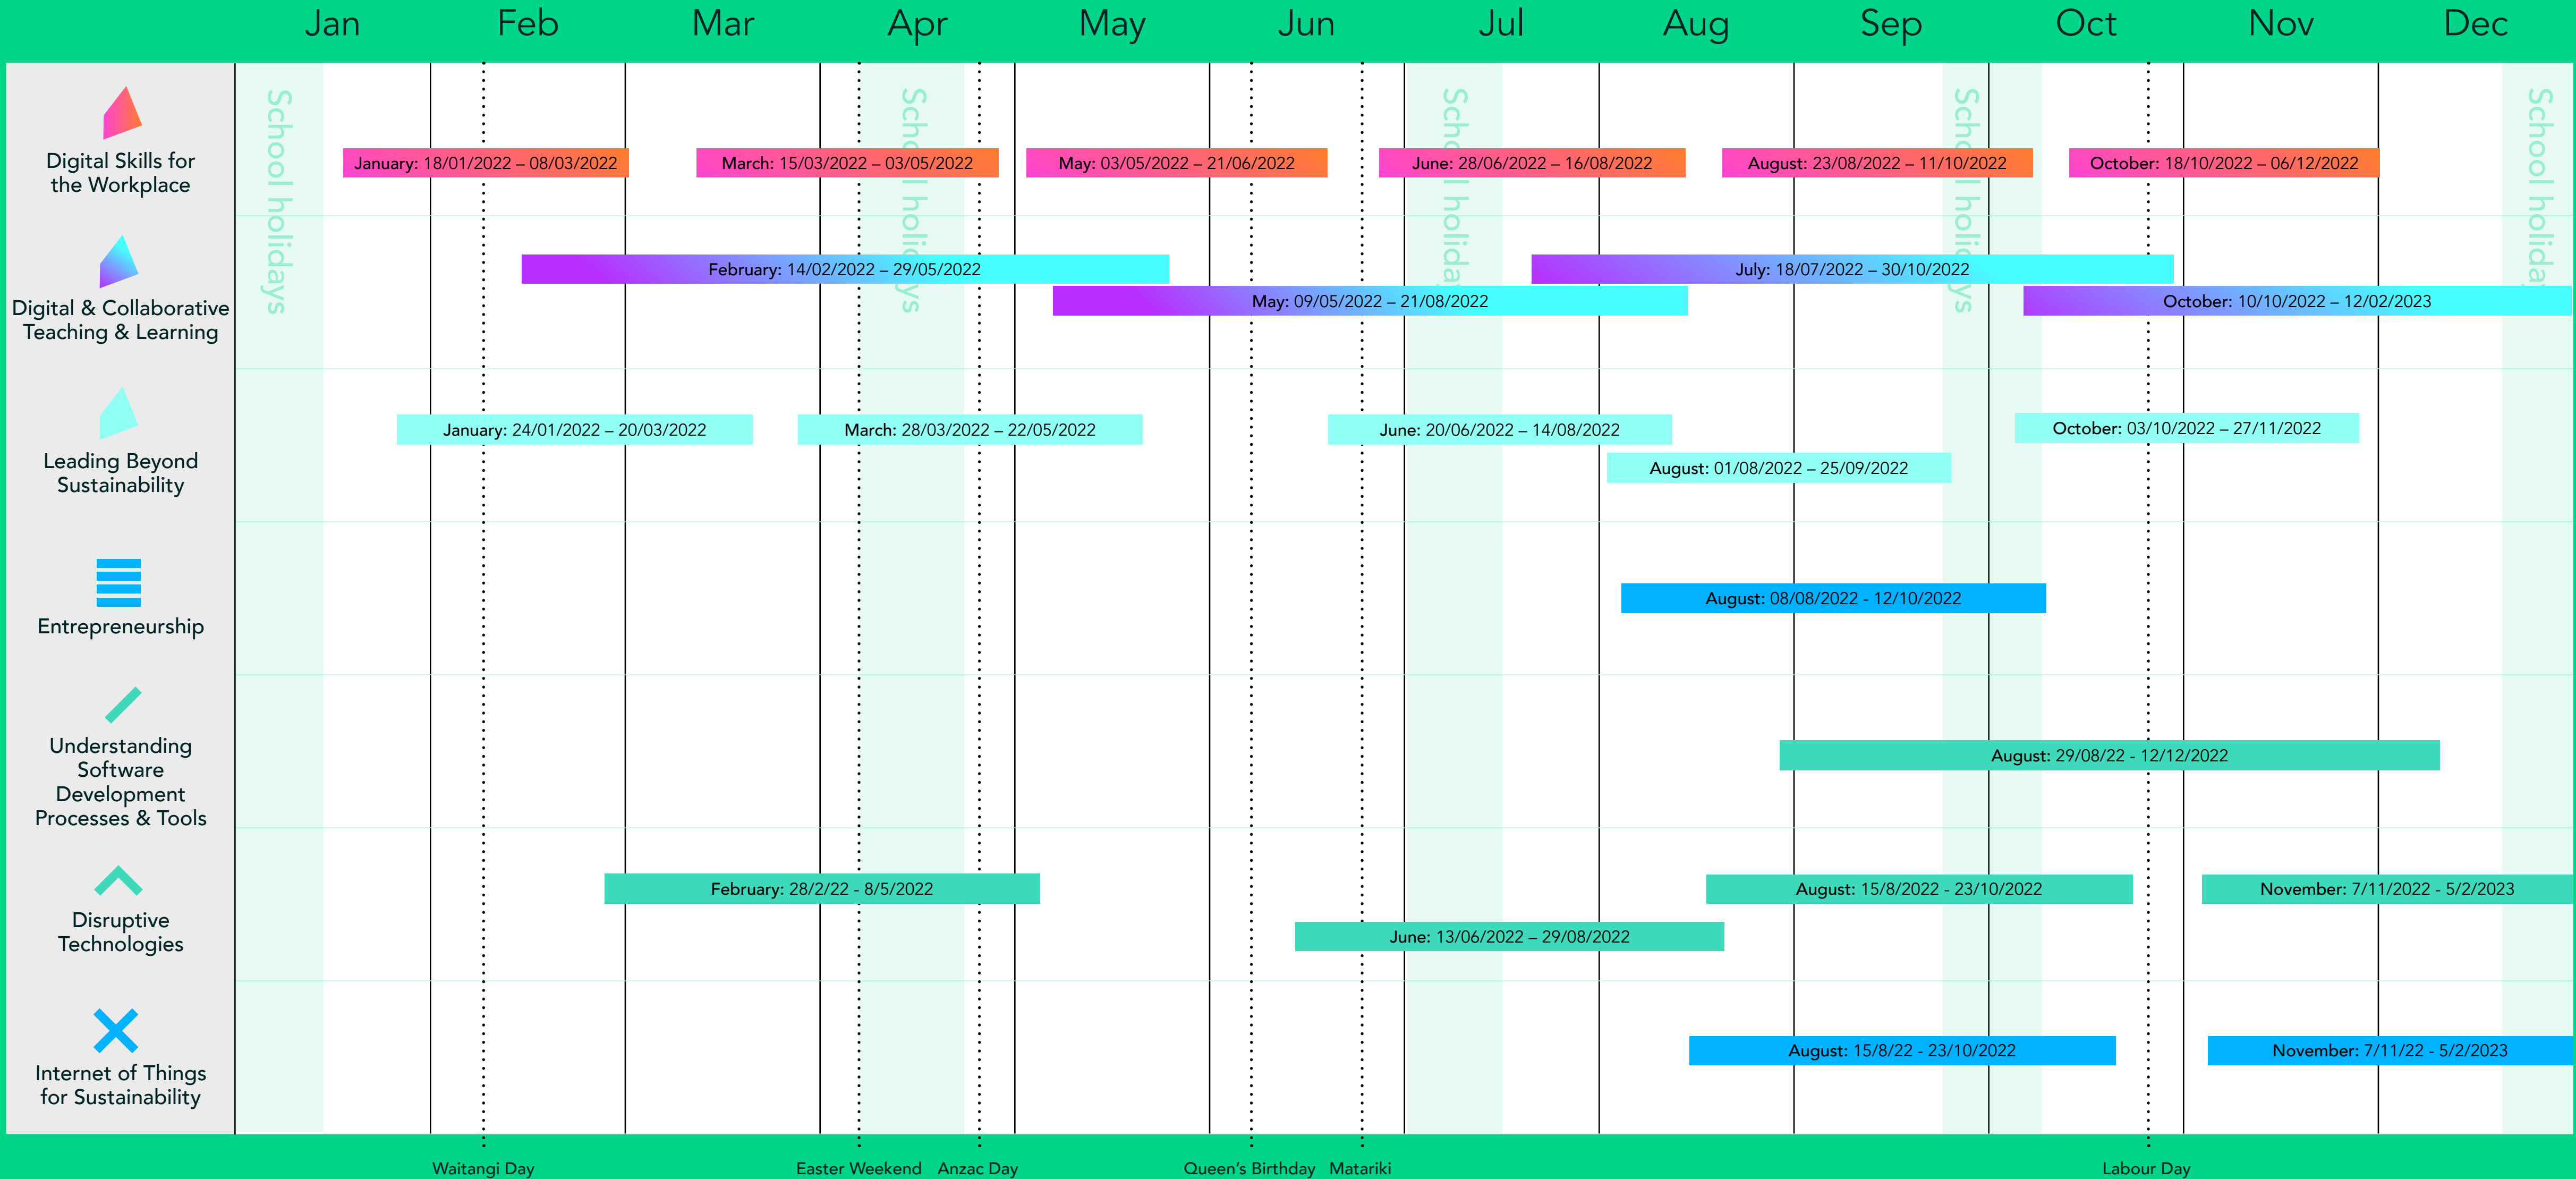 Jan Feb Mar Apr May Jun Jul Aug Sep Oct Nov Dec
School holidays
School holidays
School holiday
School holidays
School holiday
Digital Skills for
the Workplace
January: 18/01/2022 – 08/03/2022
March: 15/03/2022 – 03/05/2022
May: 03/05/2022 – 21/06/2022
June: 28/06/2022 – 16/08/2022
August: 23/08/2022 – 11/10/2022
October: 18/10/2022 – 06/12/2022
Digital & Collaborative
Teaching & Learning
February: 14/02/2022 – 29/05/2022
July: 18/07/2022 – 30/10/2022
May: 09/05/2022 – 21/08/2022
October: 10/10/2022 – 12/02/2023
Leading Beyond
Sustainability
January: 24/01/2022 – 20/03/2022
March: 28/03/2022 – 22/05/2022
June: 20/06/2022 – 14/08/2022
October: 03/10/2022 – 27/11/2022
August: 01/08/2022 – 25/09/2022
Entrepreneurship
August: 08/08/2022 - 12/10/2022
Understanding
Software
Development
Processes & Tools
August: 29/08/22 - 12/12/2022
Disruptive
Technologies
February: 28/2/22 - 8/5/2022
August: 15/8/2022 - 23/10/2022
November: 7/11/2022 - 5/2/2023
June: 13/06/2022 – 29/08/2022
Internet of Things
for Sustainability
August: 15/8/22 - 23/10/2022
November: 7/11/22 - 5/2/2023
Waitangi Day
Easter Weekend
Anzac Day
Queen's Birthday
Matariki
Labour Day